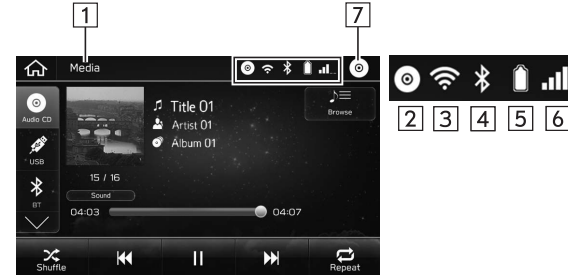 1
7
Media
Audio CD
USB
BT
Title 01
Artist 01
Album 01
Browse
15 / 16
Sound
04:03
04:07
Shuffle
Repeat
2 3 4 5 6